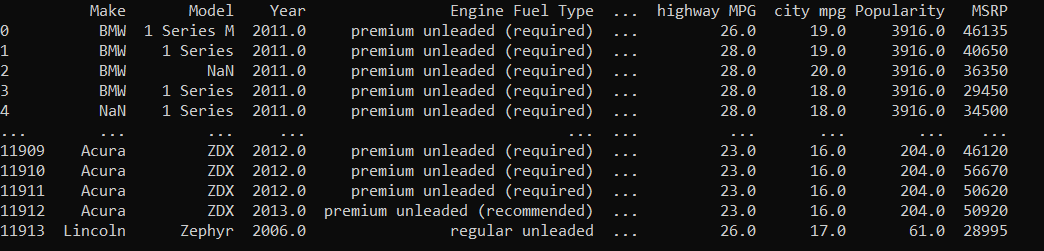 Make Model Year Engine Fuel Type ... highway MPG city mpg Popularity MSRP
0 BMW 1 Series M 2011.0 premium unleaded (required) ... 26.0 19.0 3916.0 46135
1 BMW 1 Series 2011.0 premium unleaded (required) ... 28.0 19.0 3916.0 40650
2 BMW NaN 2011.0 premium unleaded (required) ... 28.0 20.0 3916.0 36350
3 BMW 1 Series 2011.0 premium unleaded (required) ... 28.0 18.0 3916.0 29450
4 NaN 1 Series 2011.0 premium unleaded (required) ... 28.0 18.0 3916.0 34500
... ... ... ... ... ... ... ... ... ...
11909 Acura ZDX 2012.0 premium unleaded (required) ... 23.0 16.0 204.0 46120
11910 Acura ZDX 2012.0 premium unleaded (required) ... 23.0 16.0 204.0 56670
11911 Acura ZDX 2012.0 premium unleaded (required) ... 23.0 16.0 204.0 50620
11912 Acura ZDX 2013.0 premium unleaded (recommended) ... 23.0 16.0 204.0 50920
11913 Lincoln Zephyr 2006.0 regular unleaded ... 26.0 17.0 61.0 28995